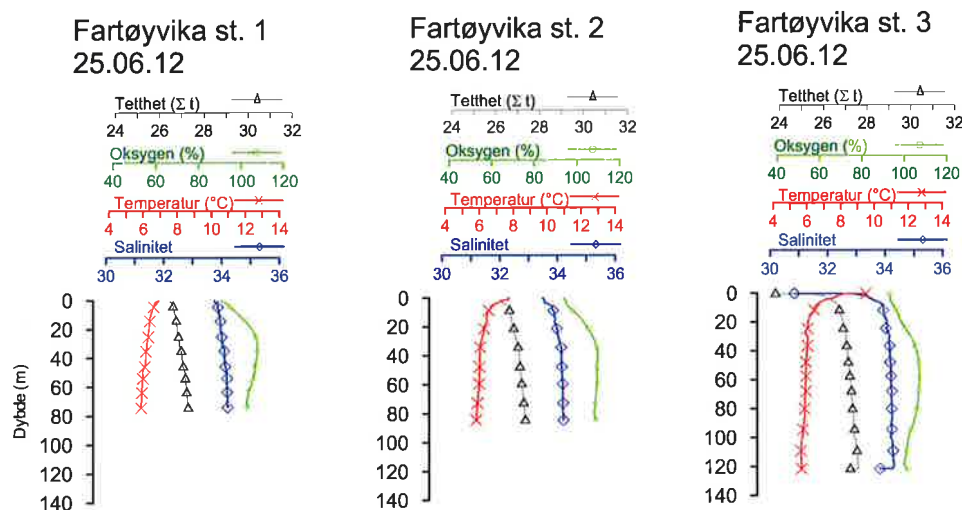 Fartøyvika st. 1
25.06.12
Tetthet (Σ t)
24 26 28 30 32
Oksygen (%)
40 60 80 100 120
Temperatur (°C)
4 6 8 10 12 14
Salinitet
30 32 34 36
Dybde (m)
0
20
40
60
80
100
120
140
Fartøyvika st. 2
25.06.12
Tetthet (Σ t)
24 26 28 30 32
Oksygen (%)
40 60 80 100 120
Temperatur (°C)
4 6 8 10 12 14
Salinitet
30 32 34 36
0
20
40
60
80
100
120
140
Fartøyvika st. 3
25.06.12
Tetthet (Σ t)
24 26 28 30 32
Oksygen (%)
40 60 80 100 120
Temperatur (°C)
4 6 8 10 12 14
Salinitet
30 32 34 36
0
20
40
60
80
100
120
140